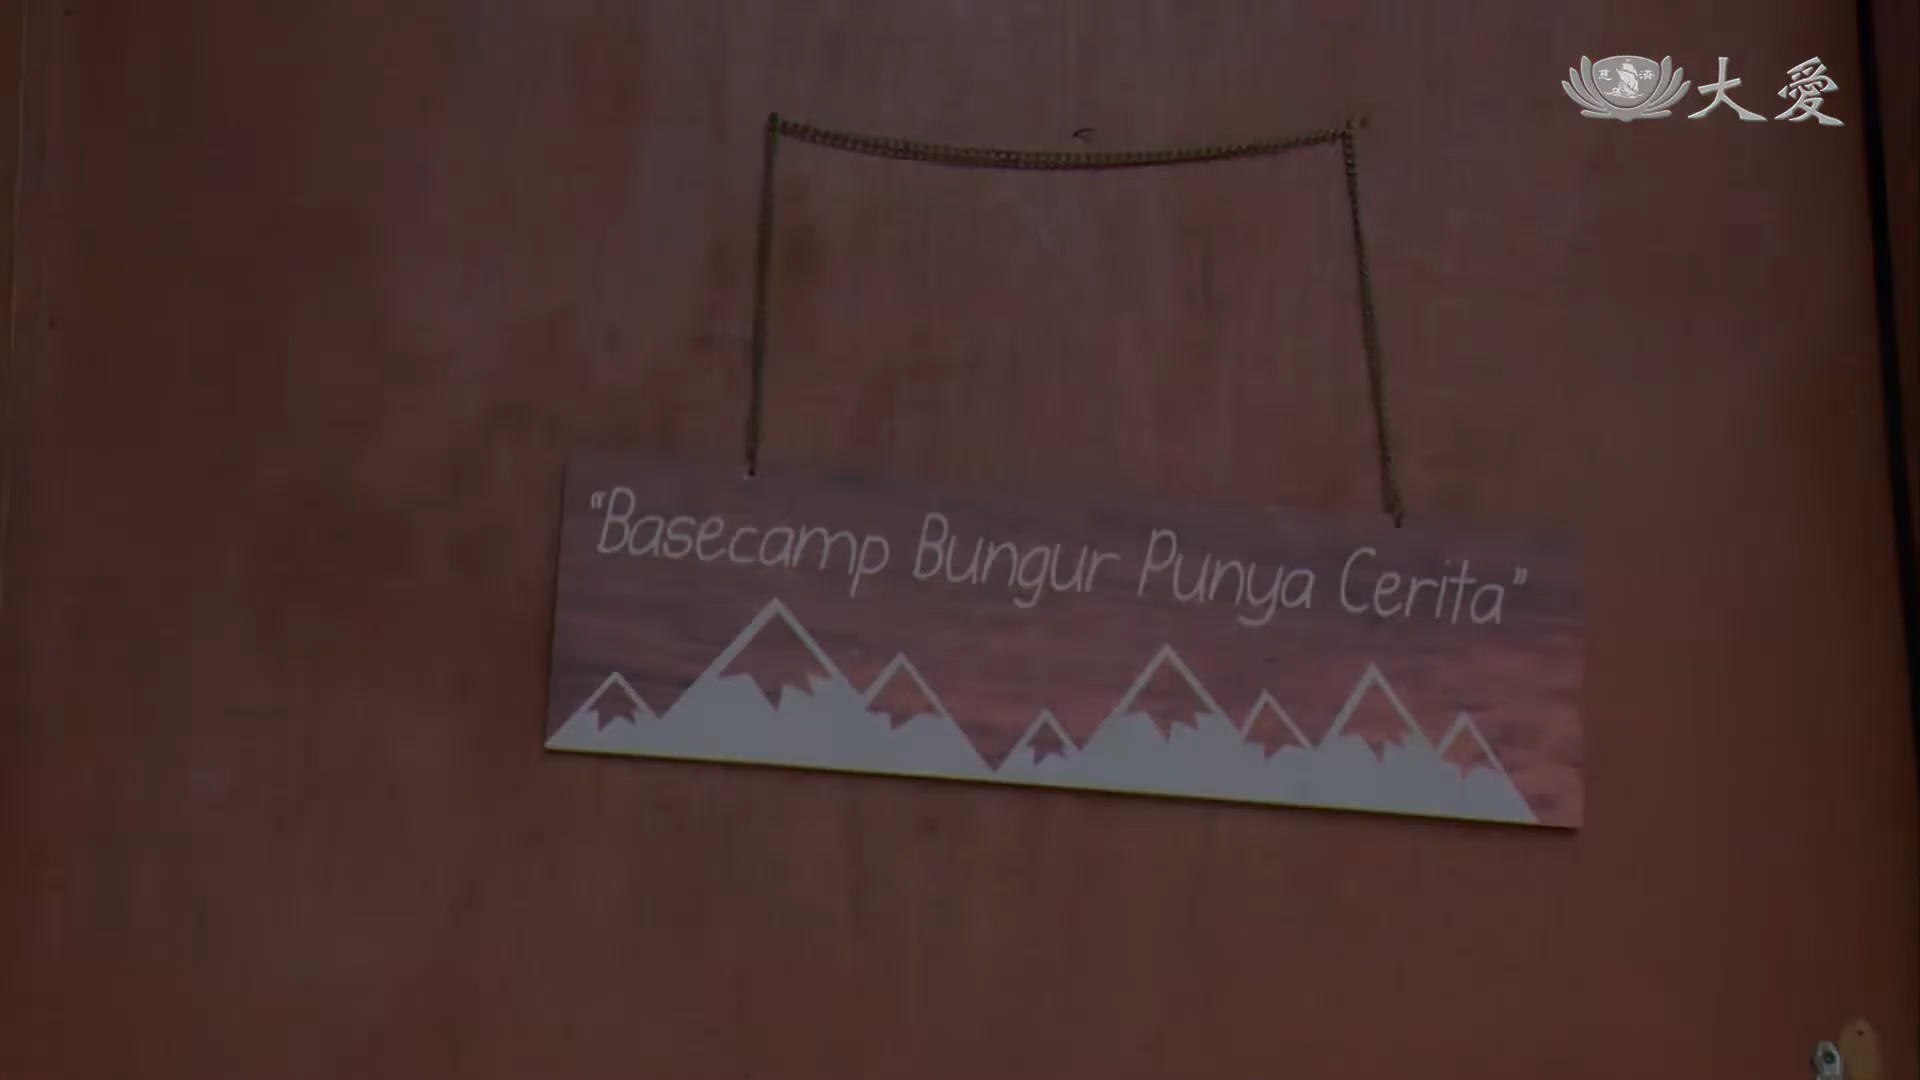 大愛
"Basecamp Bungur Punya Cerita"